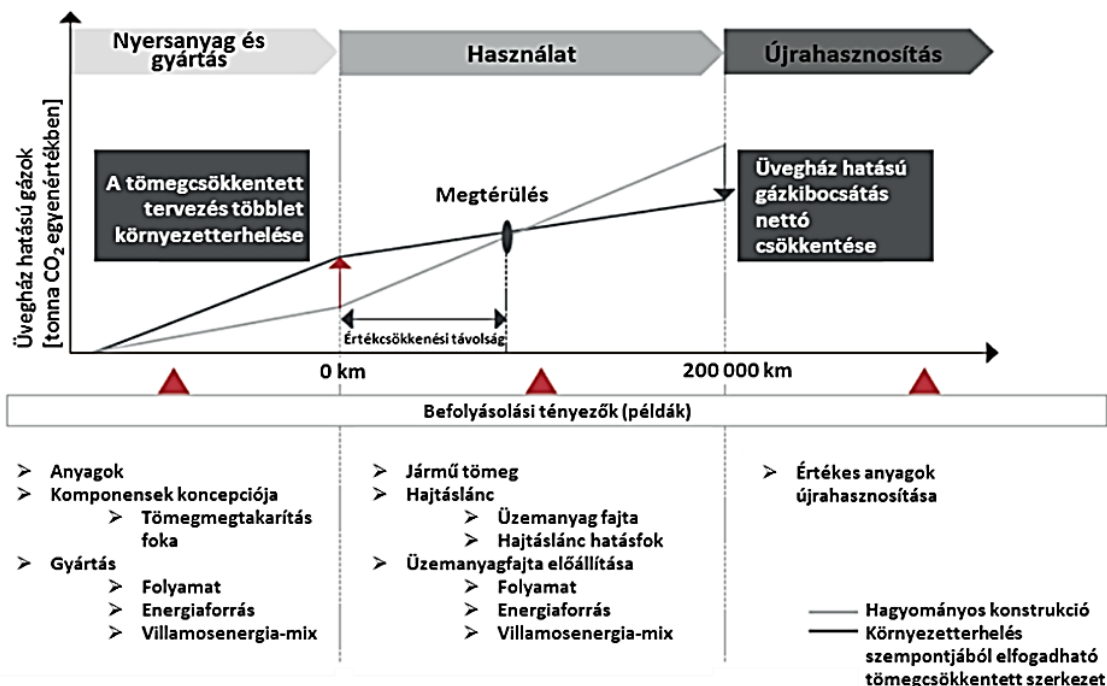 Nyersanyag és
gyártás
Használat
Újrahasznosítás
Üvegház hatású gázok
[tonna CO₂ egyenértékben]
A tömegcsökkentett
tervezés többlet
környezetterhelése
Megtérülés
Üvegház hatású
gázkibocsátás
nettó
csökkentése
Értékcsökkenési távolság
0 km
200 000 km
Befolyásolási tényezők (példák)
➢ Anyagok
➢ Komponensek koncepciója
➢ Tömegmegtakarítás
foka
➢ Gyártás
➢ Folyamat
➢ Energiaforrás
➢ Villamosenergia-mix
➢ Jármű tömeg
➢ Hajtáslánc
➢ Üzemanyag fajta
➢ Hajtáslánc hatásfok
➢ Üzemanyagfajta előállítása
➢ Folyamat
➢ Energiaforrás
➢ Villamosenergia-mix
➢ Értékes anyagok
újrahasznosítása
Hagyományos konstrukció
Környezetterhelés
szempontjából elfogadható
tömegcsökkentett szerkezet